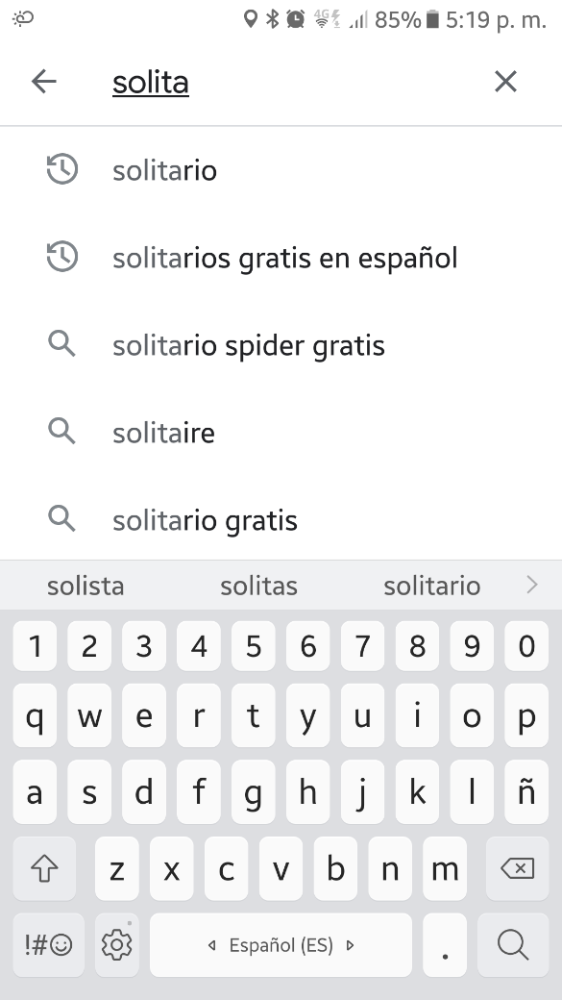 4G 85% 5:19 p. m.
solita
solitario
solitarios gratis en español
solitario spider gratis
solitaire
solitario gratis
solista solitas solitario
1 2 3 4 5 6 7 8 9 0
q w e r t y u i o p
a s d f g h j k l ñ
z x c v b n m
!#☺ Español (ES) .